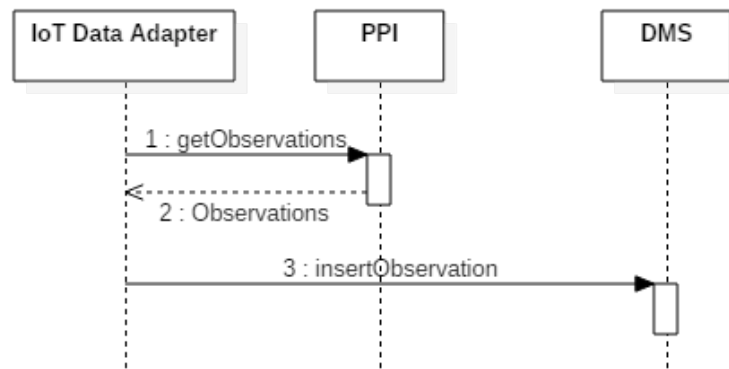 IoT Data Adapter
PPI
DMS
1 : getObservations
2 : Observations
3 : insertObservation